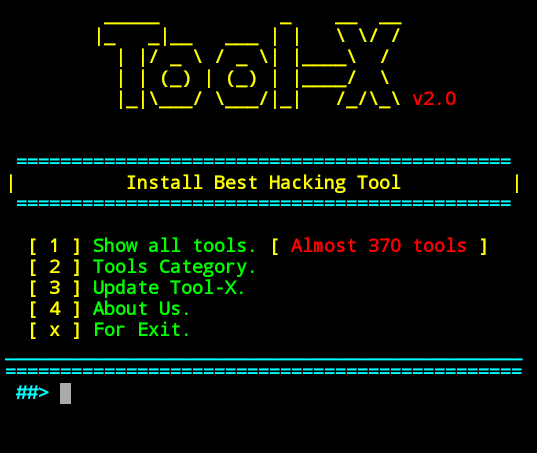 Tool-X v2.0
Install Best Hacking Tool
[ 1 ] Show all tools. [ Almost 370 tools ]
[ 2 ] Tools Category.
[ 3 ] Update Tool-X.
[ 4 ] About Us.
[ x ] For Exit.
##>